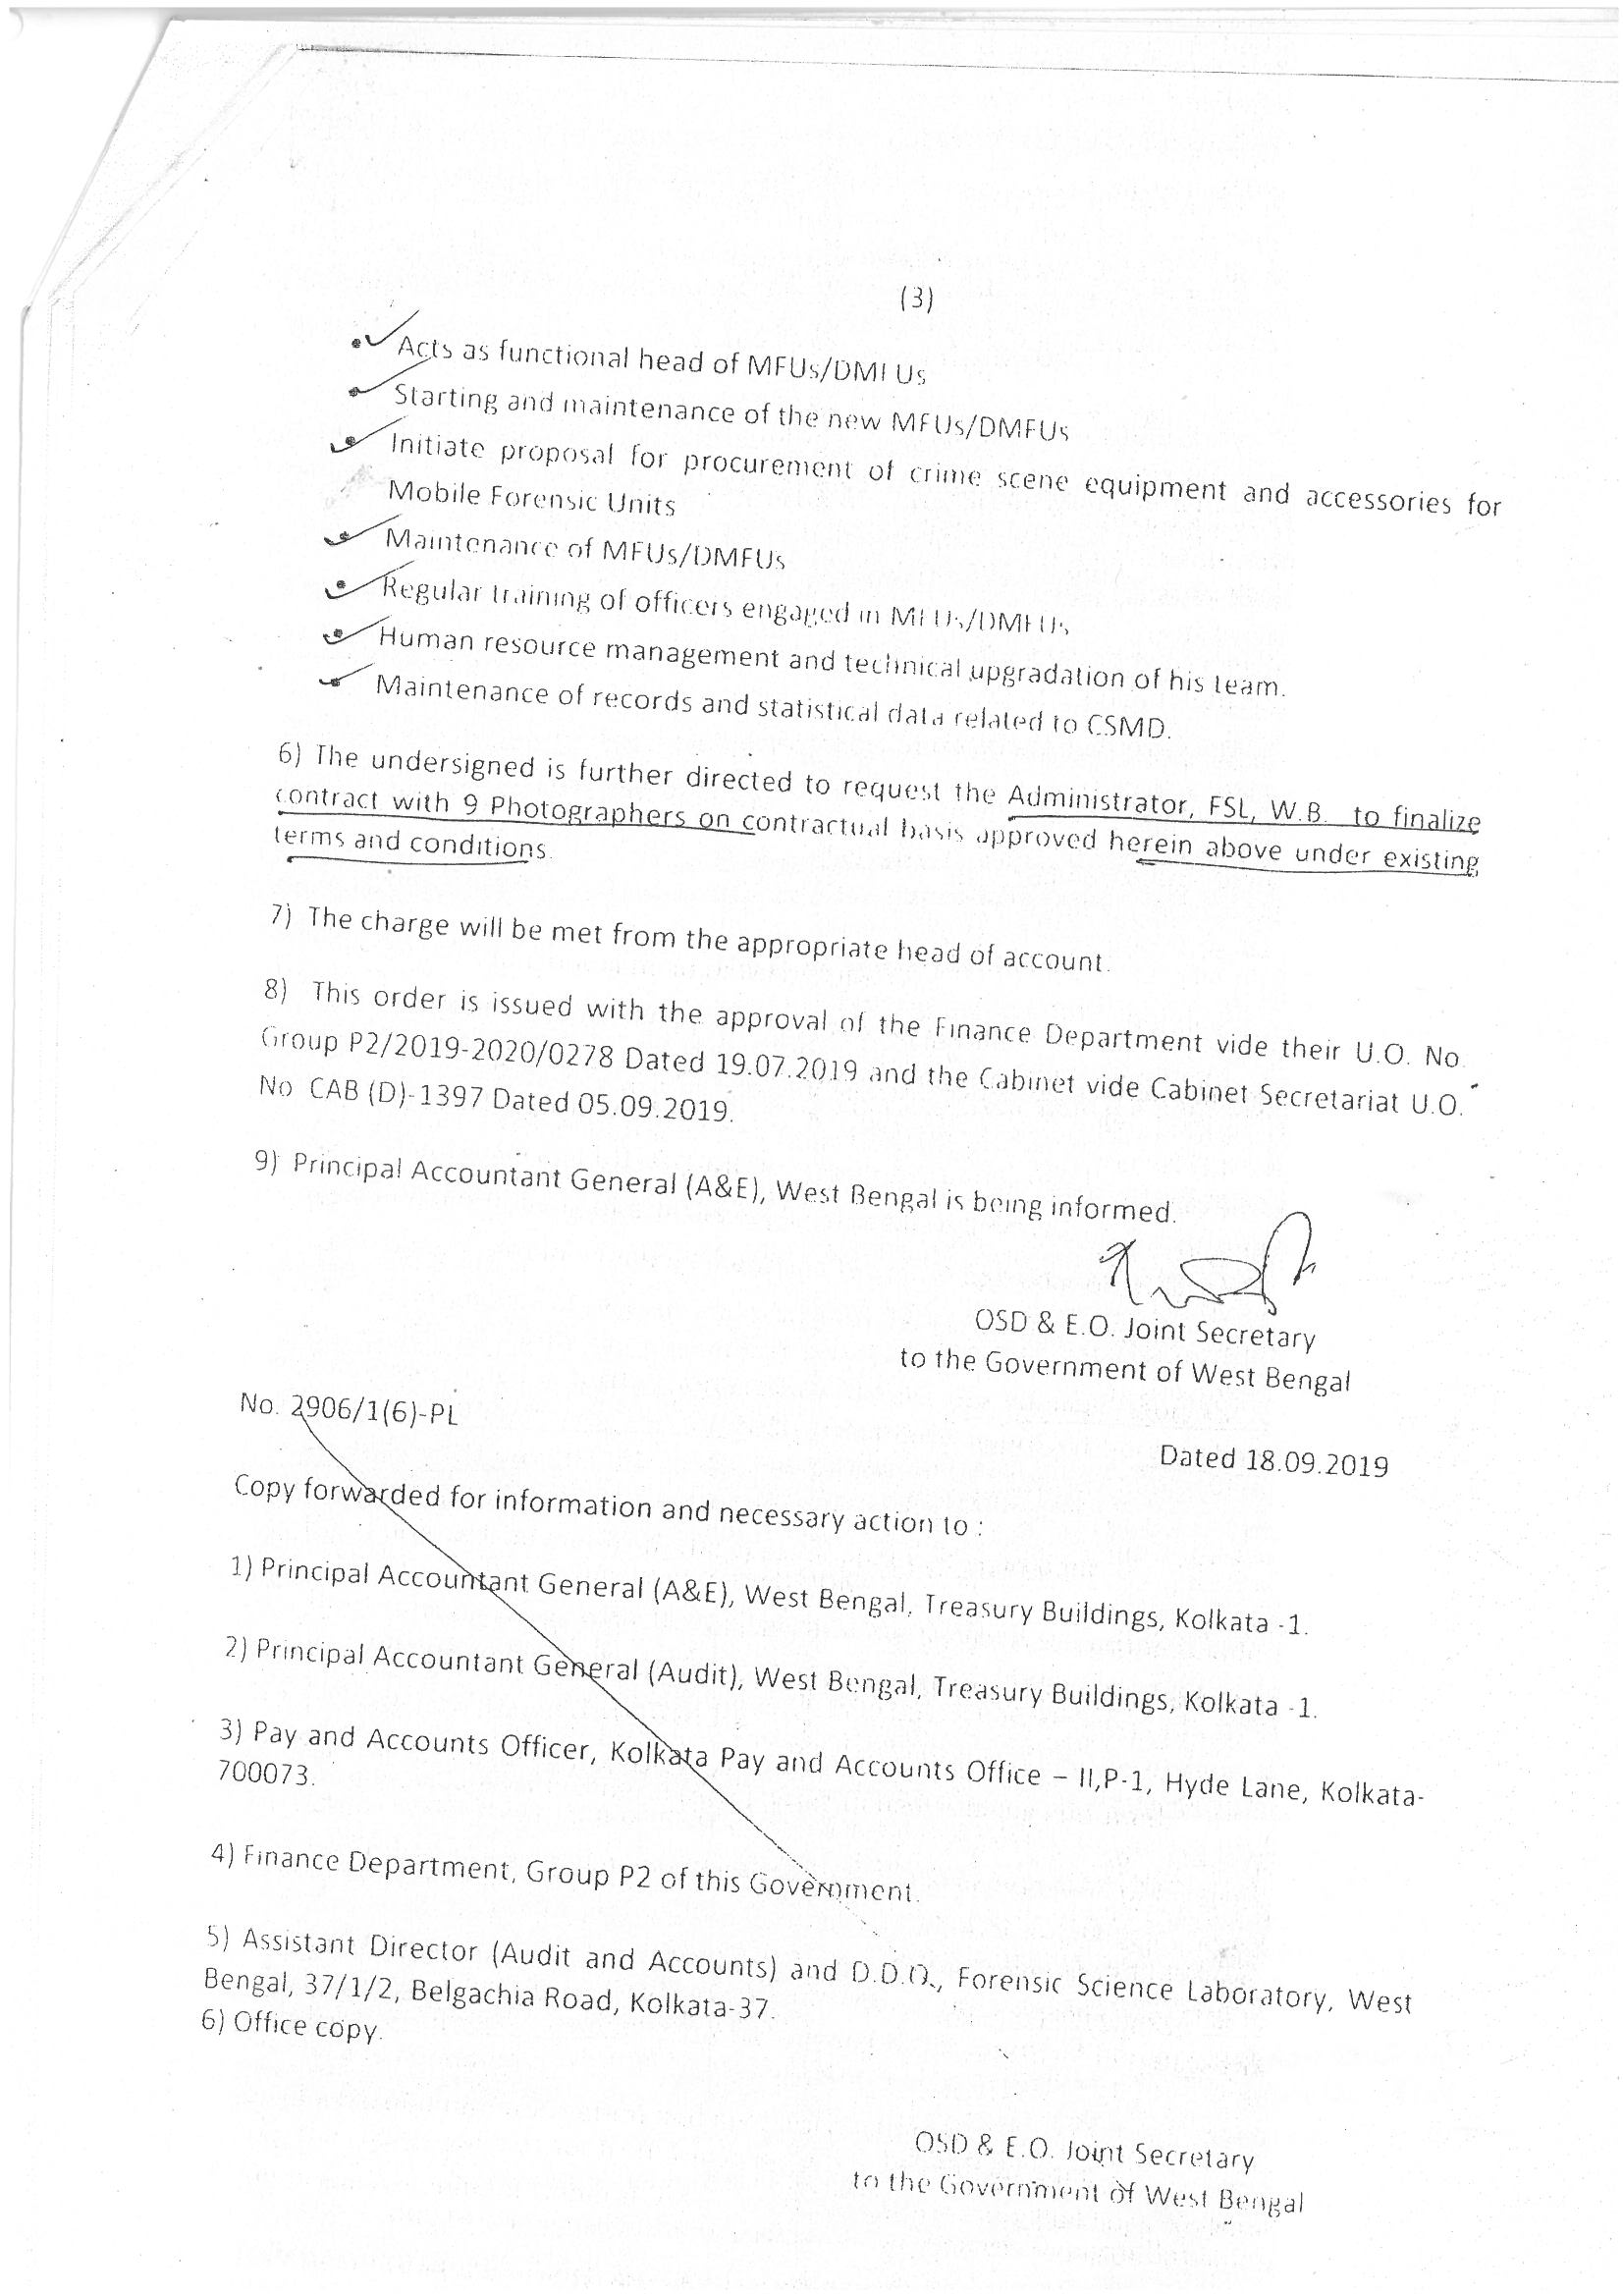 (3)
Acts as functional head of MFUs/DMFUs
Starting and maintenance of the new MFUs/DMFUs
Initiate proposal for procurement of crime scene equipment and accessories for
Mobile Forensic Units
Maintenance of MFUs/DMFUs
Regular training of officers engaged in MFUs/DMFUs
Human resource management and technical upgradation of his team.
Maintenance of records and statistical data related to CSMD.
6) The undersigned is further directed to request the Administrator, FSL, W.B. to finalize
contract with 9 Photographers on contractual basis approved herein above under existing
terms and conditions.
7) The charge will be met from the appropriate head of account.
8) This order is issued with the approval of the Finance Department vide their U.O. No.
Group P2/2019-2020/0278 Dated 19.07.2019 and the Cabinet vide Cabinet Secretariat U.O.
No CAB (D)-1397 Dated 05.09.2019.
9) Principal Accountant General (A&E), West Bengal is being informed.
OSD & E.O. Joint Secretary
to the Government of West Bengal
No. 2906/1(6)-PL
Dated 18.09.2019
Copy forwarded for information and necessary action to :
1) Principal Accountant General (A&E), West Bengal, Treasury Buildings, Kolkata -1.
2) Principal Accountant General (Audit), West Bengal, Treasury Buildings, Kolkata -1.
3) Pay and Accounts Officer, Kolkata Pay and Accounts Office – II,P-1, Hyde Lane, Kolkata-
700073.
4) Finance Department, Group P2 of this Government.
5) Assistant Director (Audit and Accounts) and D.D.O., Forensic Science Laboratory, West
Bengal, 37/1/2, Belgachia Road, Kolkata-37.
6) Office copy.
OSD & E.O. Joint Secretary
to the Government of West Bengal